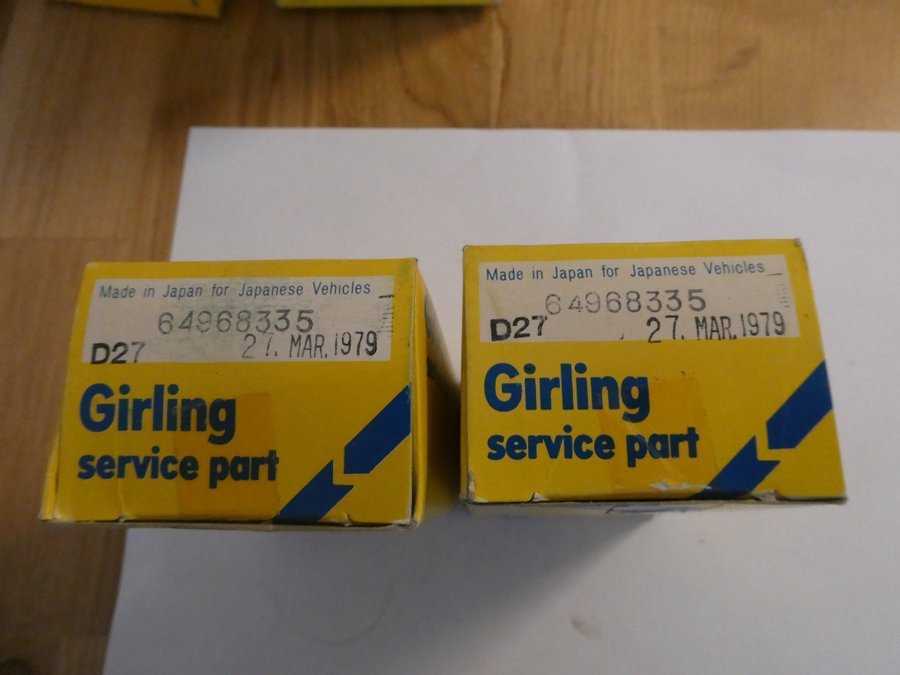 Made in Japan for Japanese Vehicles
64968335
D27 27. MAR. 1979
Girling
service part
Made in Japan for Japanese Vehicles
64968335
D27 27. MAR. 1979
Girling
service part